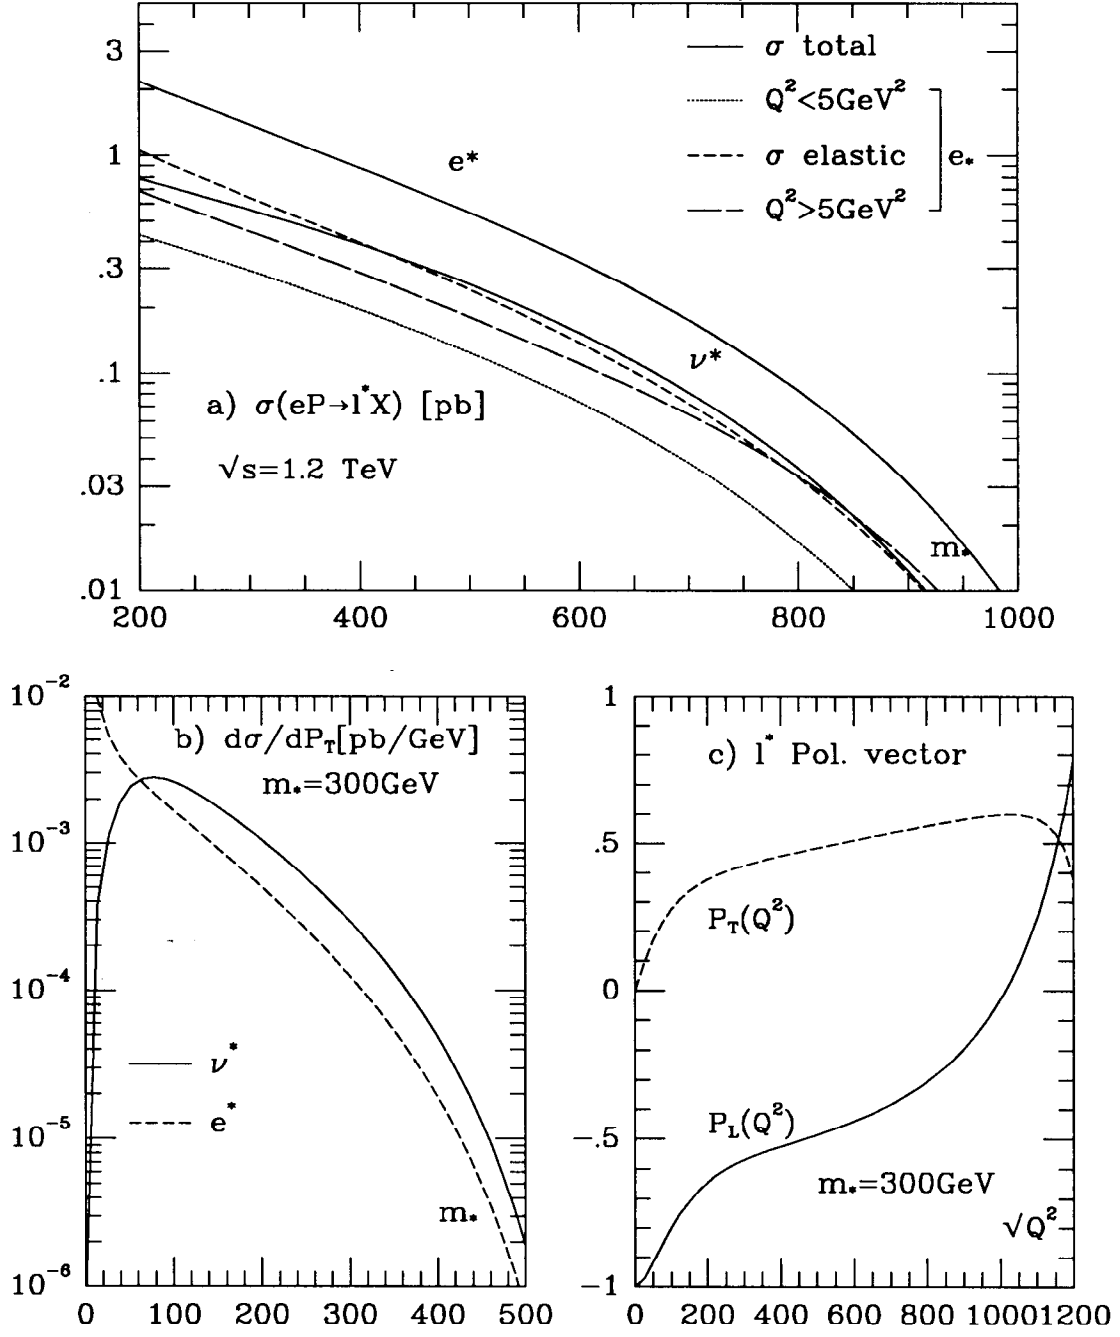 3
1
.3
.1
.03
.01
σ total
Q²<5GeV²
σ elastic
Q²>5GeV²
e*
e*
ν*
a) σ(eP→l*X) [pb]
√s=1.2 TeV
m*
200 400 600 800 1000
10⁻²
10⁻³
10⁻⁴
10⁻⁵
10⁻⁶
b) dσ/dP_T[pb/GeV]
m*=300GeV
ν*
e*
m*
0 100 200 300 400 500
1
.5
0
-.5
-1
c) l* Pol. vector
P_T(Q²)
P_L(Q²)
m*=300GeV
√Q²
0 200 400 600 800 1000 1200